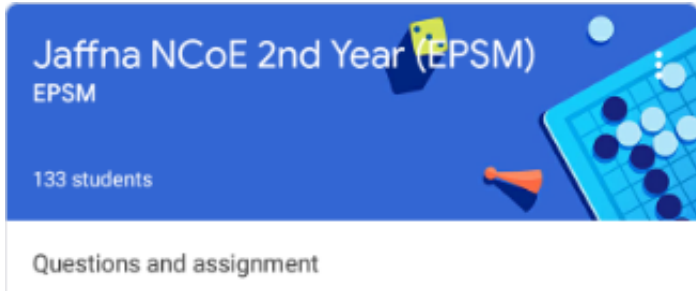 Jaffna NCoE 2nd Year (EPSM)
EPSM
133 students
Questions and assignment